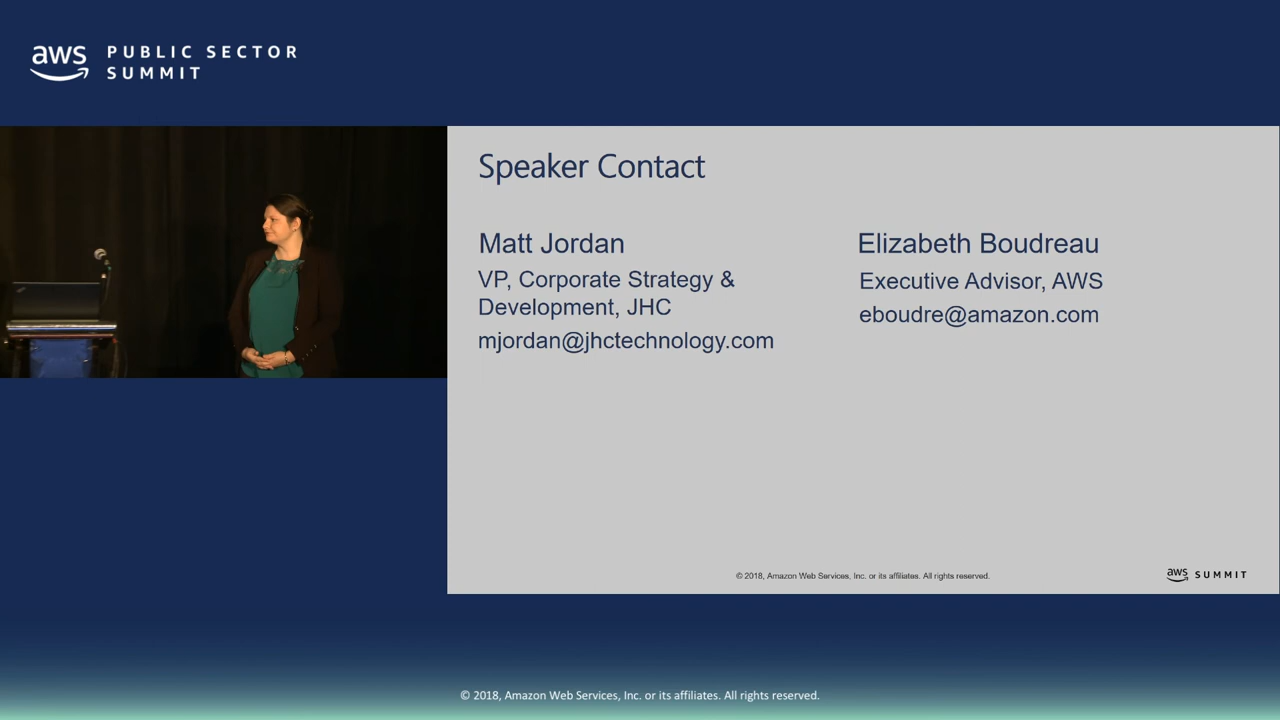 aws PUBLIC SECTOR
SUMMIT
Speaker Contact
Matt Jordan
VP, Corporate Strategy &
Development, JHC
mjordan@jhctechnology.com
Elizabeth Boudreau
Executive Advisor, AWS
eboudre@amazon.com
© 2018, Amazon Web Services, Inc. or its affiliates. All rights reserved.
aws SUMMIT
© 2018, Amazon Web Services, Inc. or its affiliates. All rights reserved.